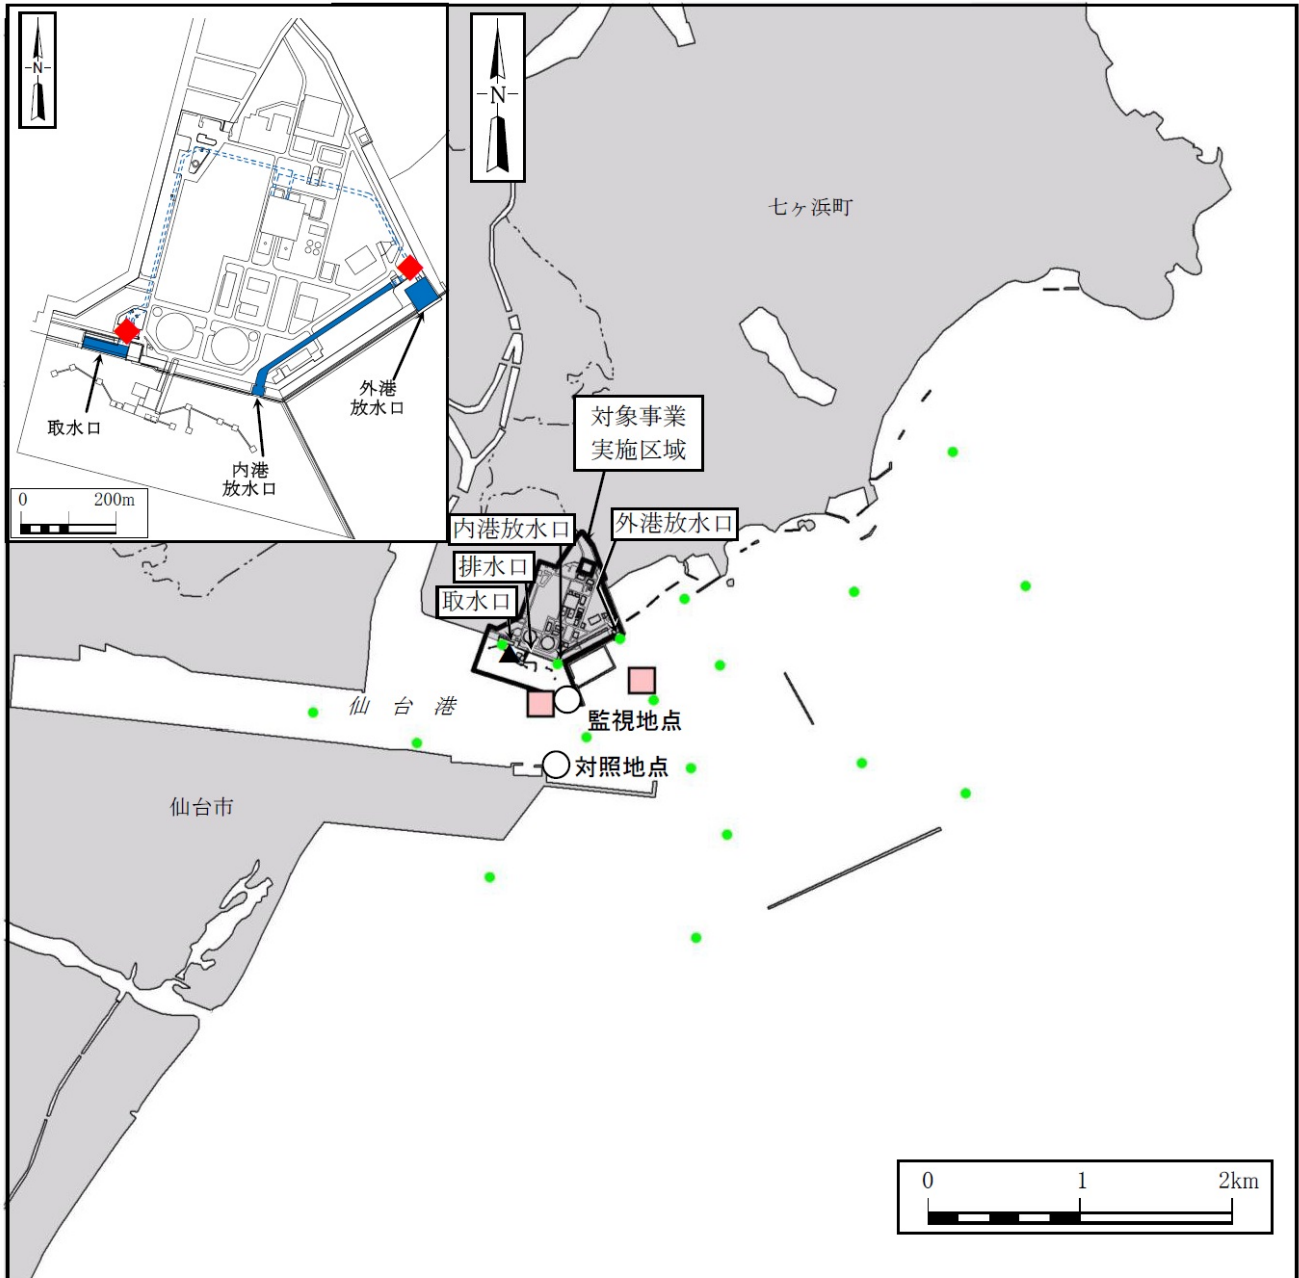 N
取水口
内港
放水口
外港
放水口
0 200m
N
七ヶ浜町
対象事業
実施区域
内港放水口
外港放水口
排水口
取水口
仙台港
監視地点
対照地点
仙台市
0 1 2km